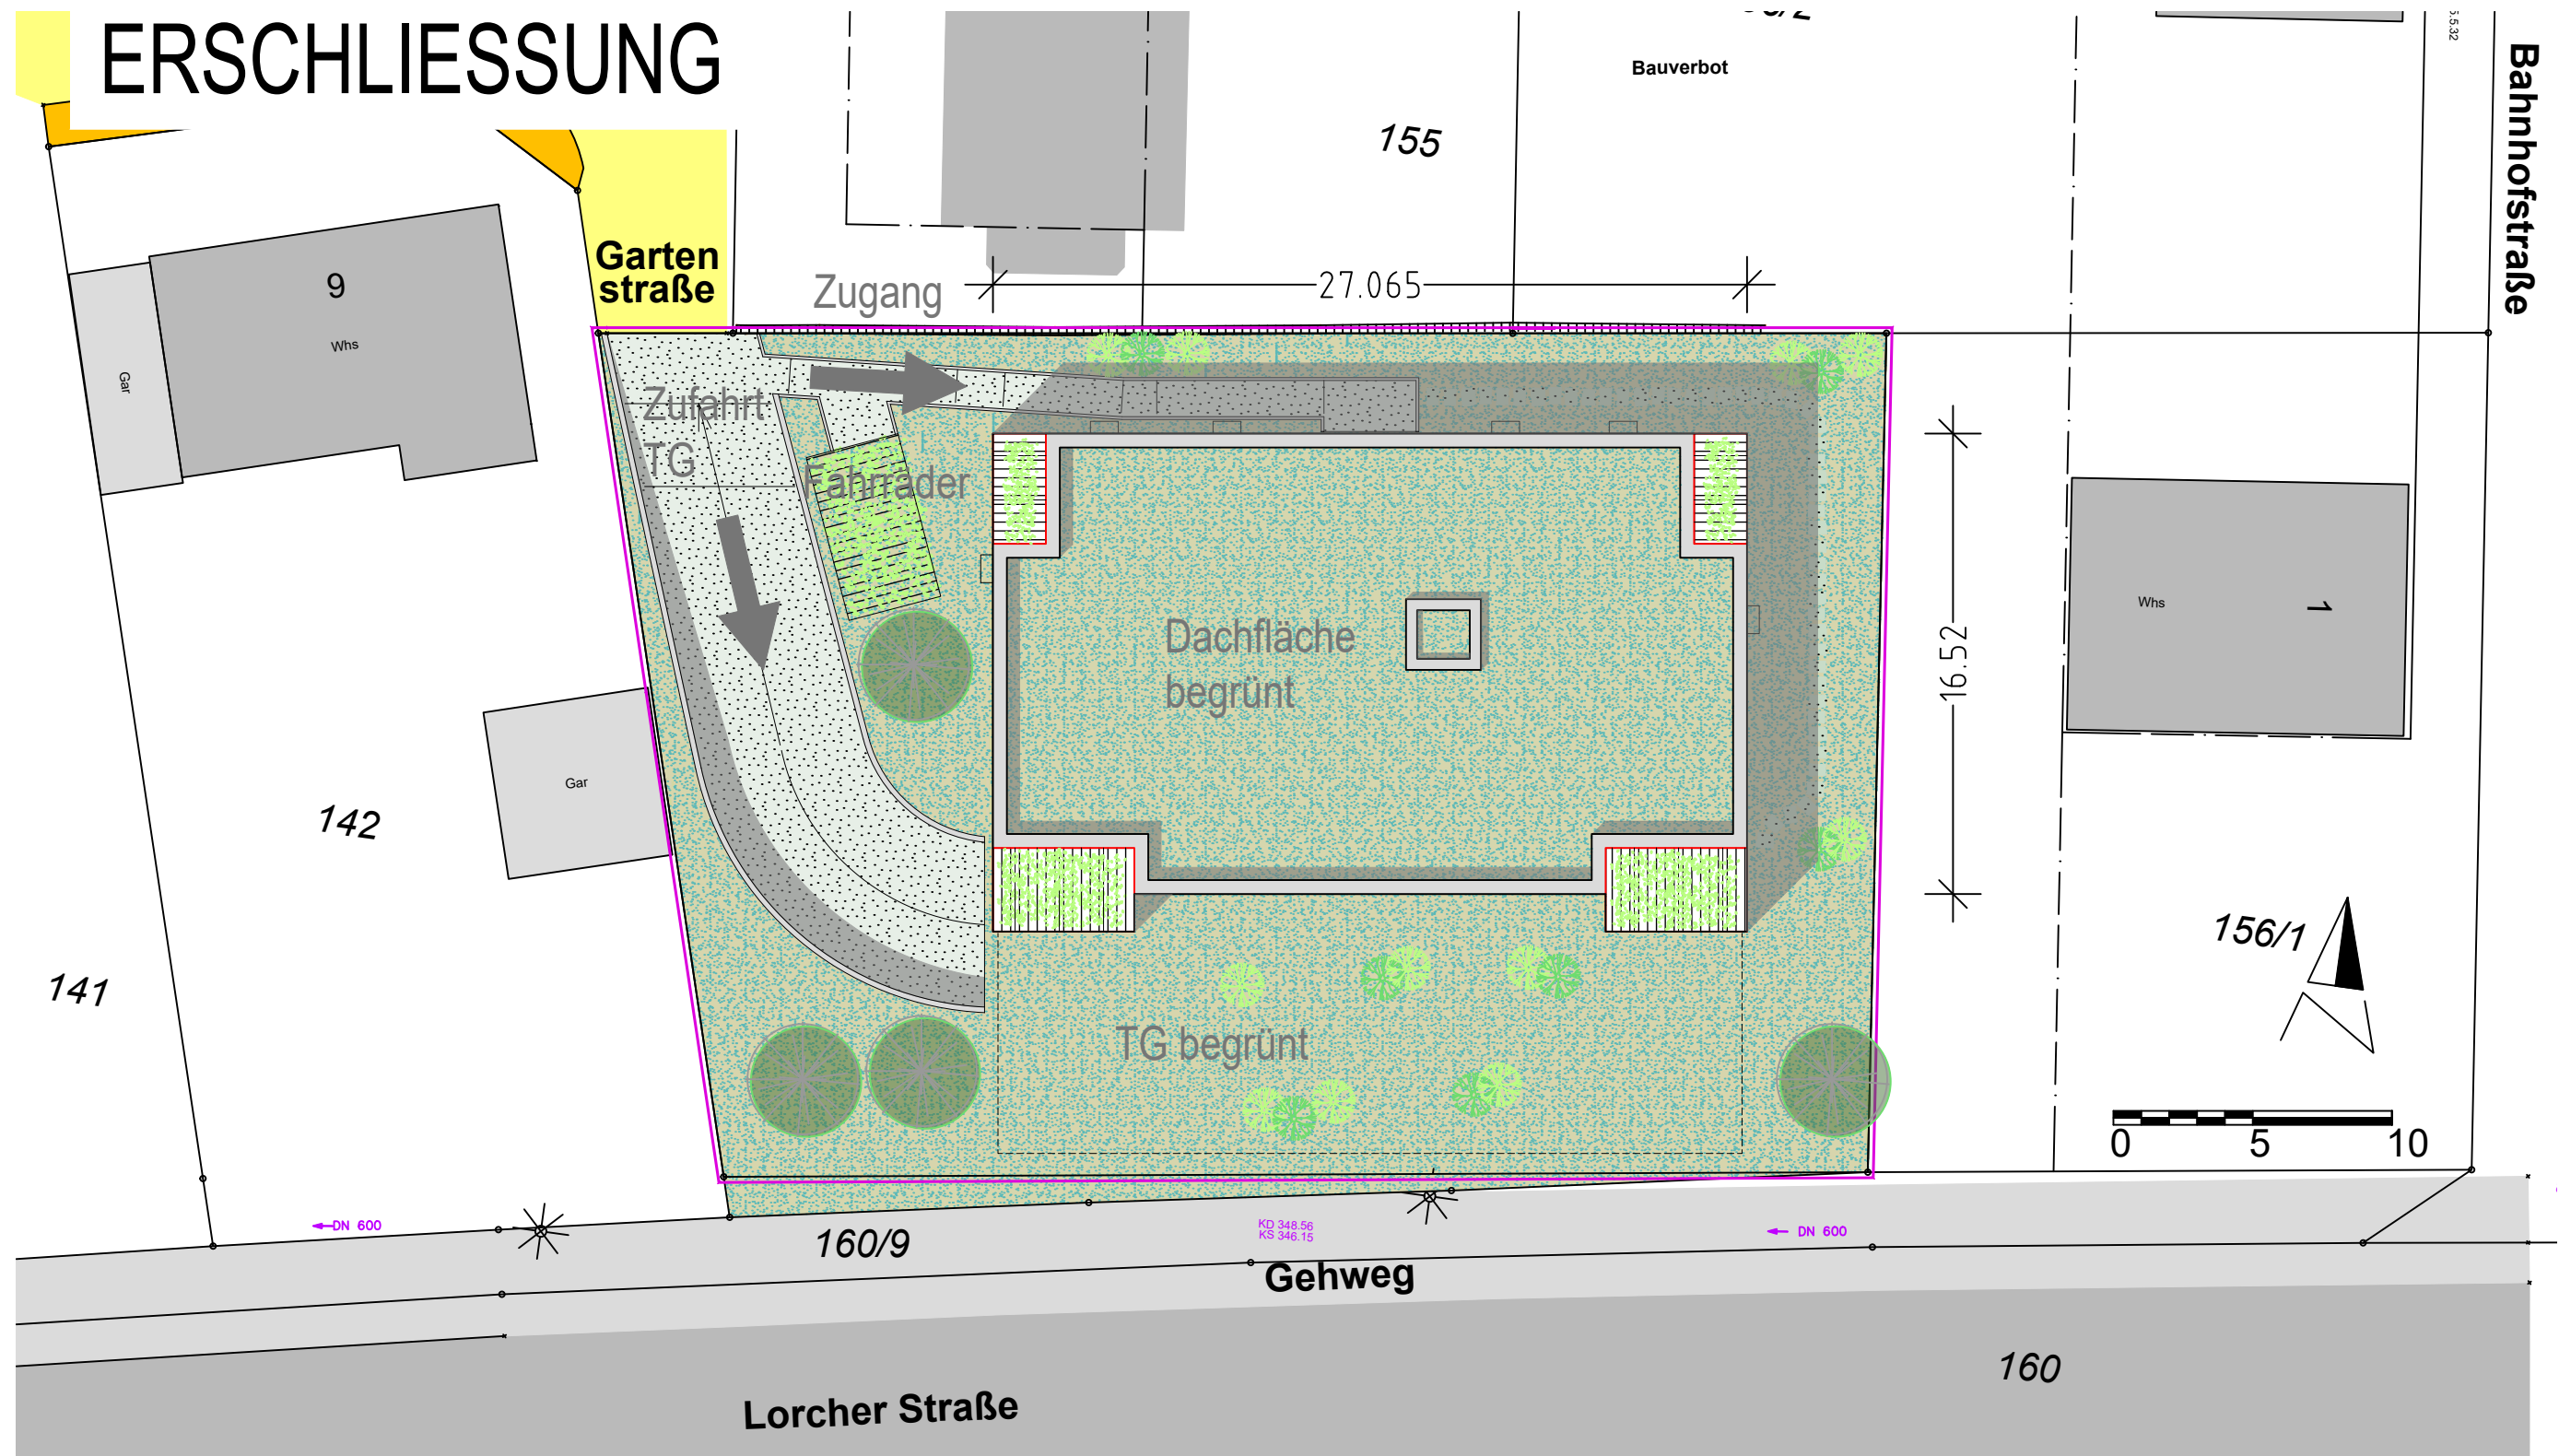 ERSCHLIESSUNG
Bauverbot
155
Bahnhofstraße
9
Whs
Gar
Garten
straße
Zugang
27.065
Zufahrt
TG
Fahrräder
Dachfläche
begrünt
16.52
Whs
1
Gar
142
141
156/1
TG begrünt
0 5 10
DN 600
160/9
KD 348.56
KS 346.15
DN 600
Gehweg
160
Lorcher Straße